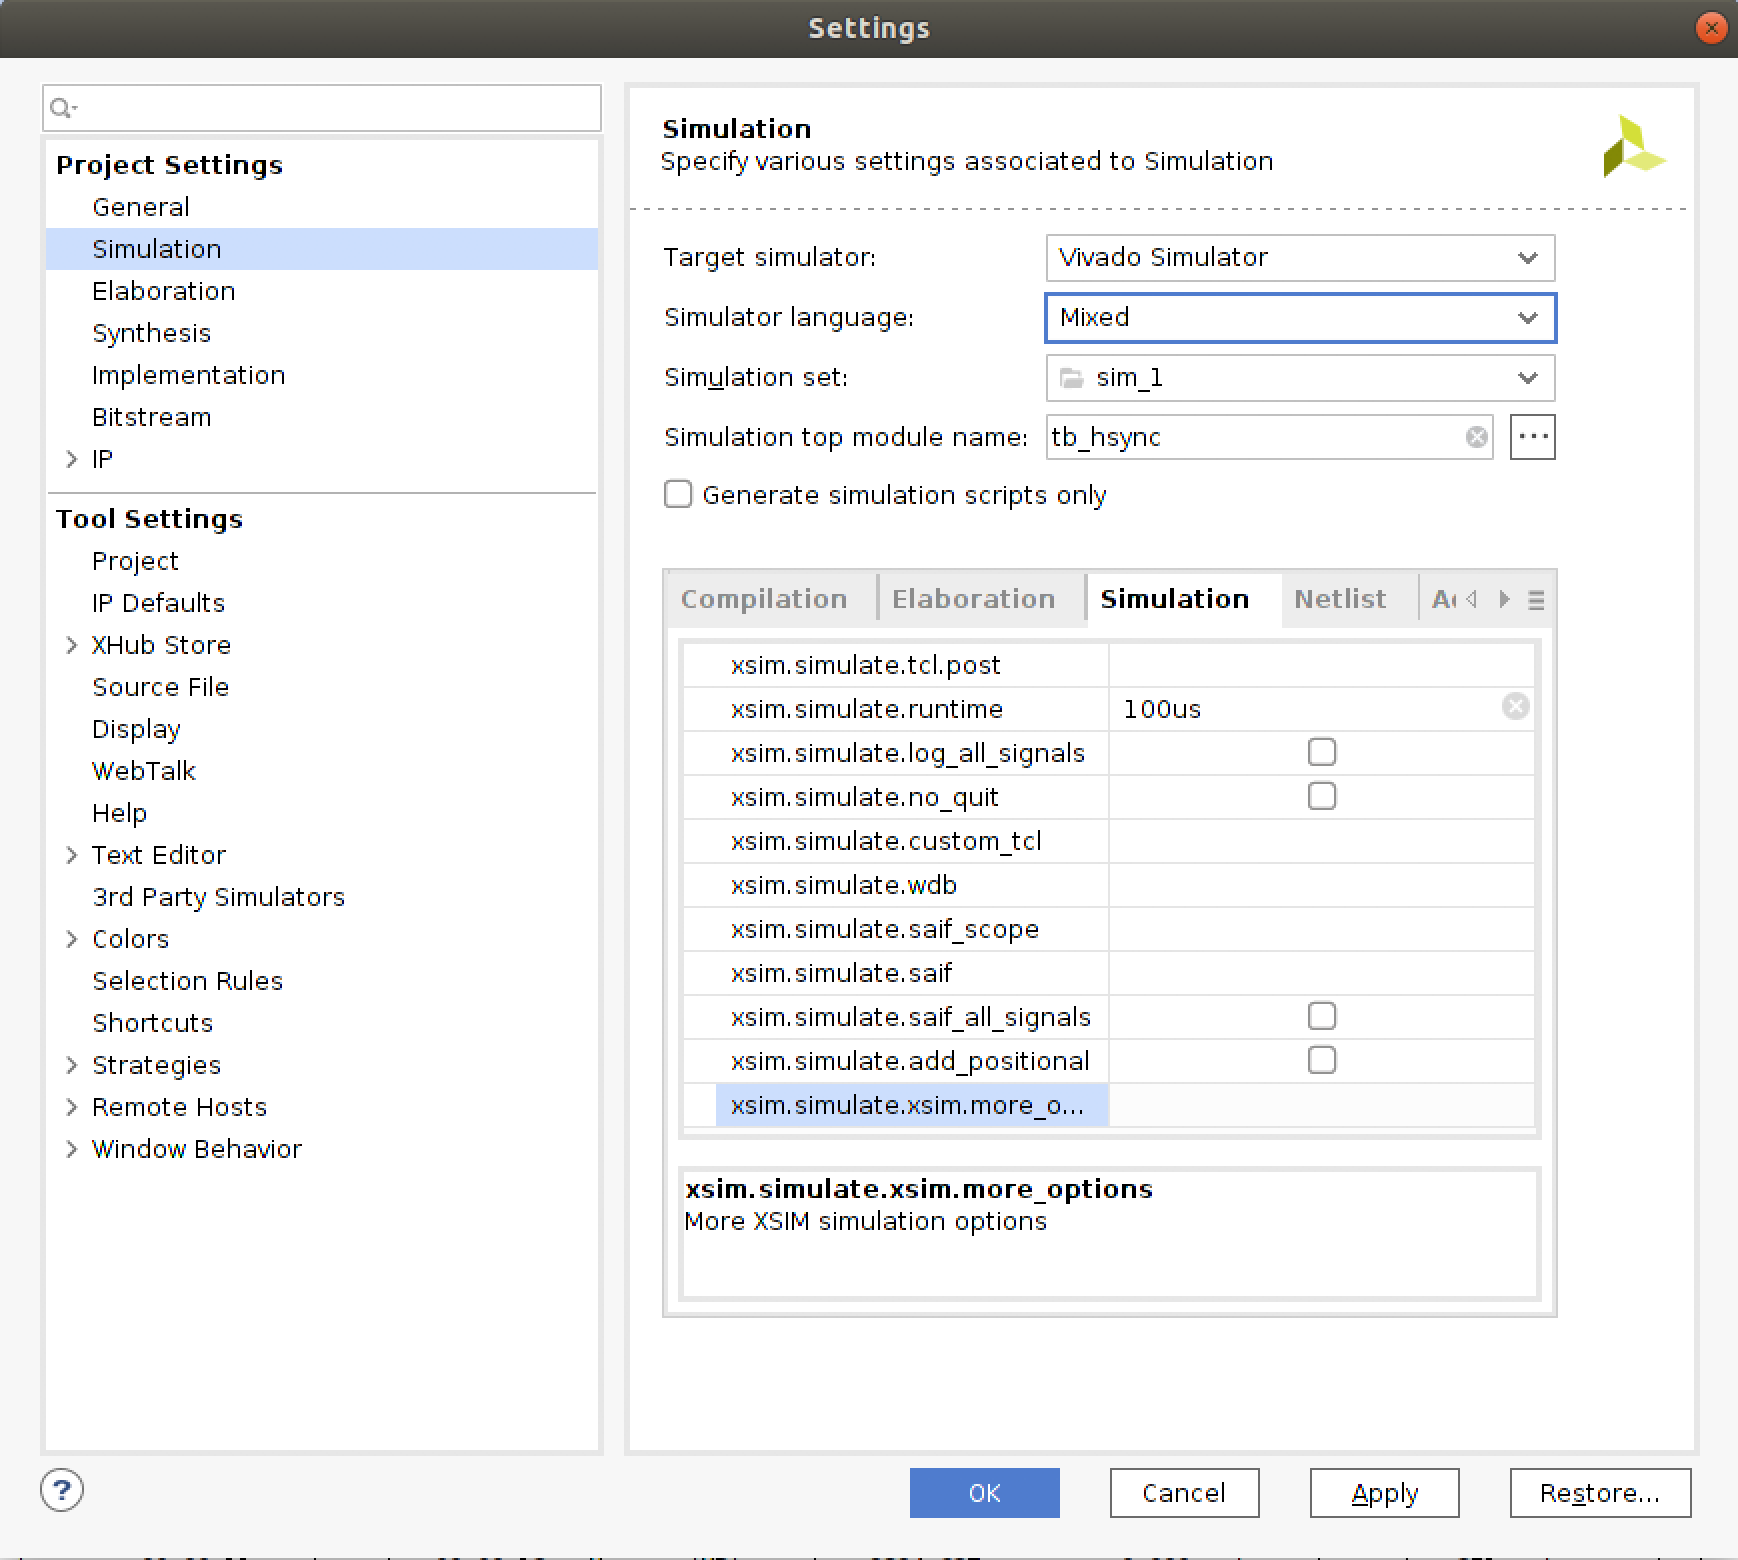 Settings
Project Settings
General
Simulation
Elaboration
Synthesis
Implementation
Bitstream
IP
Tool Settings
Project
IP Defaults
XHub Store
Source File
Display
WebTalk
Help
Text Editor
3rd Party Simulators
Colors
Selection Rules
Shortcuts
Strategies
Remote Hosts
Window Behavior
Simulation
Specify various settings associated to Simulation
Target simulator: Vivado Simulator
Simulator language: Mixed
Simulation set: sim_1
Simulation top module name: tb_hsync ...
Generate simulation scripts only
Compilation Elaboration Simulation Netlist
xsim.simulate.tcl.post
xsim.simulate.runtime 100us
xsim.simulate.log_all_signals
xsim.simulate.no_quit
xsim.simulate.custom_tcl
xsim.simulate.wdb
xsim.simulate.saif_scope
xsim.simulate.saif
xsim.simulate.saif_all_signals
xsim.simulate.add_positional
xsim.simulate.xsim.more_o...
xsim.simulate.xsim.more_options
More XSIM simulation options
? OK Cancel Apply Restore...